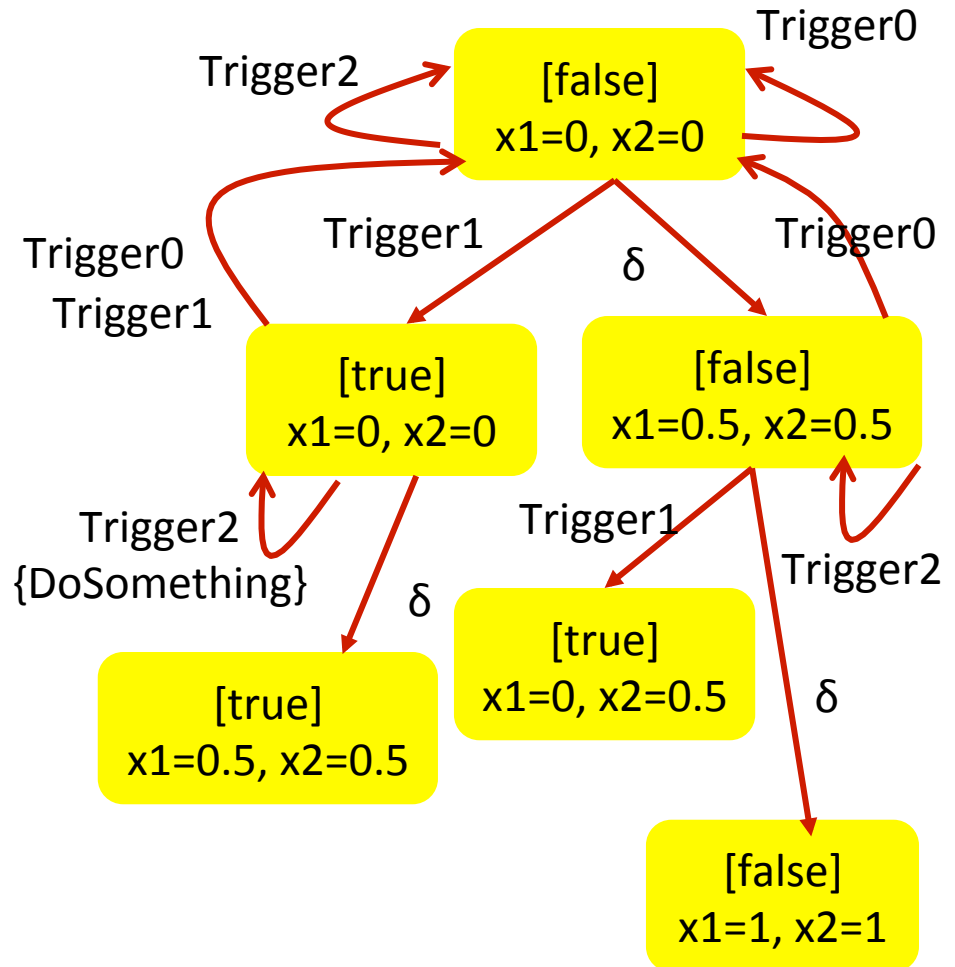 Trigger0
Trigger2
[false]
x1=0, x2=0
Trigger1
Trigger0
Trigger0
δ
Trigger1
[true]
x1=0, x2=0
[false]
x1=0.5, x2=0.5
Trigger2
{DoSomething}
Trigger1
Trigger2
δ
[true]
x1=0, x2=0.5
δ
[true]
x1=0.5, x2=0.5
[false]
x1=1, x2=1